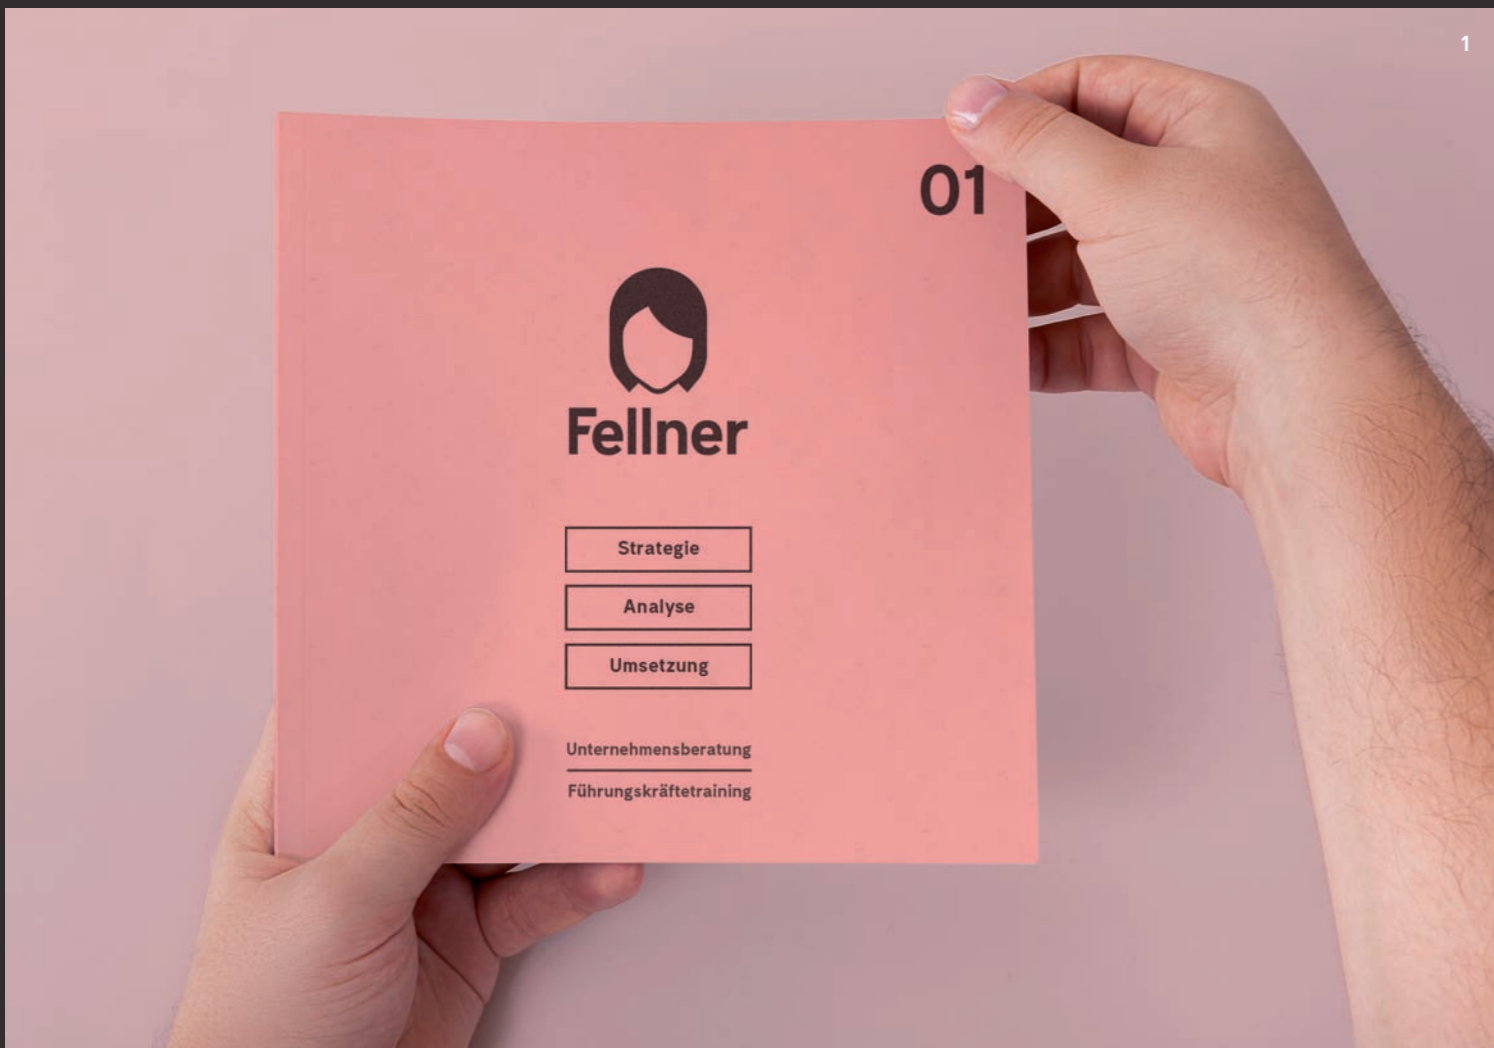 1
01
Fellner
Strategie
Analyse
Umsetzung
Unternehmensberatung
Führungskräftetraining